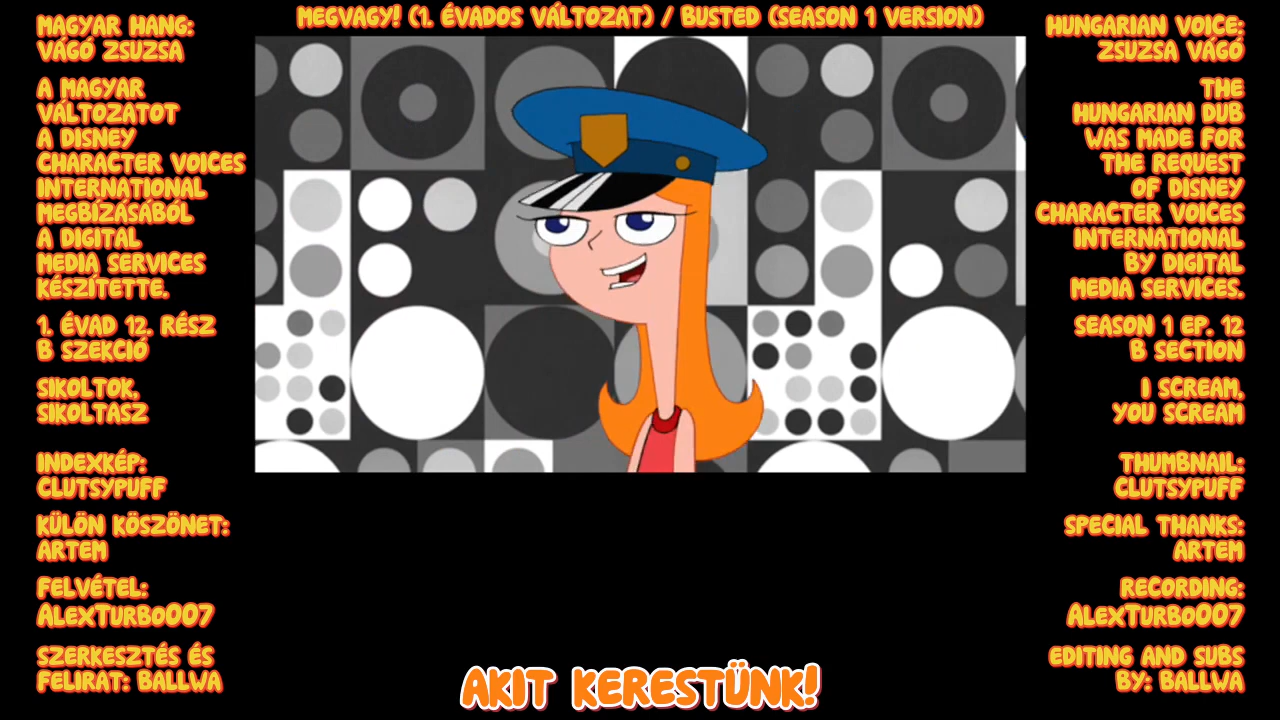 MEGVAGY! (1. ÉVADOS VÁLTOZAT) / BUSTED (SEASON 1 VERSION)
MAGYAR HANG:
VÁGÓ ZSUZSA
A MAGYAR
VÁLTOZATOT
A DISNEY
CHARACTER VOICES
INTERNATIONAL
MEGBÍZÁSÁBÓL
A DIGITAL
MEDIA SERVICES
KÉSZÍTETTE.
1. ÉVAD 12. RÉSZ
B SZEKCIÓ
SIKOLTOK,
SIKOLTASZ
INDEXKÉP:
CLUTSYPUFF
KÜLÖN KÖSZÖNET:
ARTEM
FELVÉTEL:
ALEXTURBO007
SZERKESZTÉS ÉS
FELIRAT: BALLWA
HUNGARIAN VOICE:
ZSUZSA VÁGÓ
THE
HUNGARIAN DUB
WAS MADE FOR
THE REQUEST
OF DISNEY
CHARACTER VOICES
INTERNATIONAL
BY DIGITAL
MEDIA SERVICES.
SEASON 1 EP. 12
B SECTION
I SCREAM,
YOU SCREAM
THUMBNAIL:
CLUTSYPUFF
SPECIAL THANKS:
ARTEM
RECORDING:
ALEXTURBO007
EDITING AND SUBS
BY: BALLWA
AKIT KERESTÜNK!